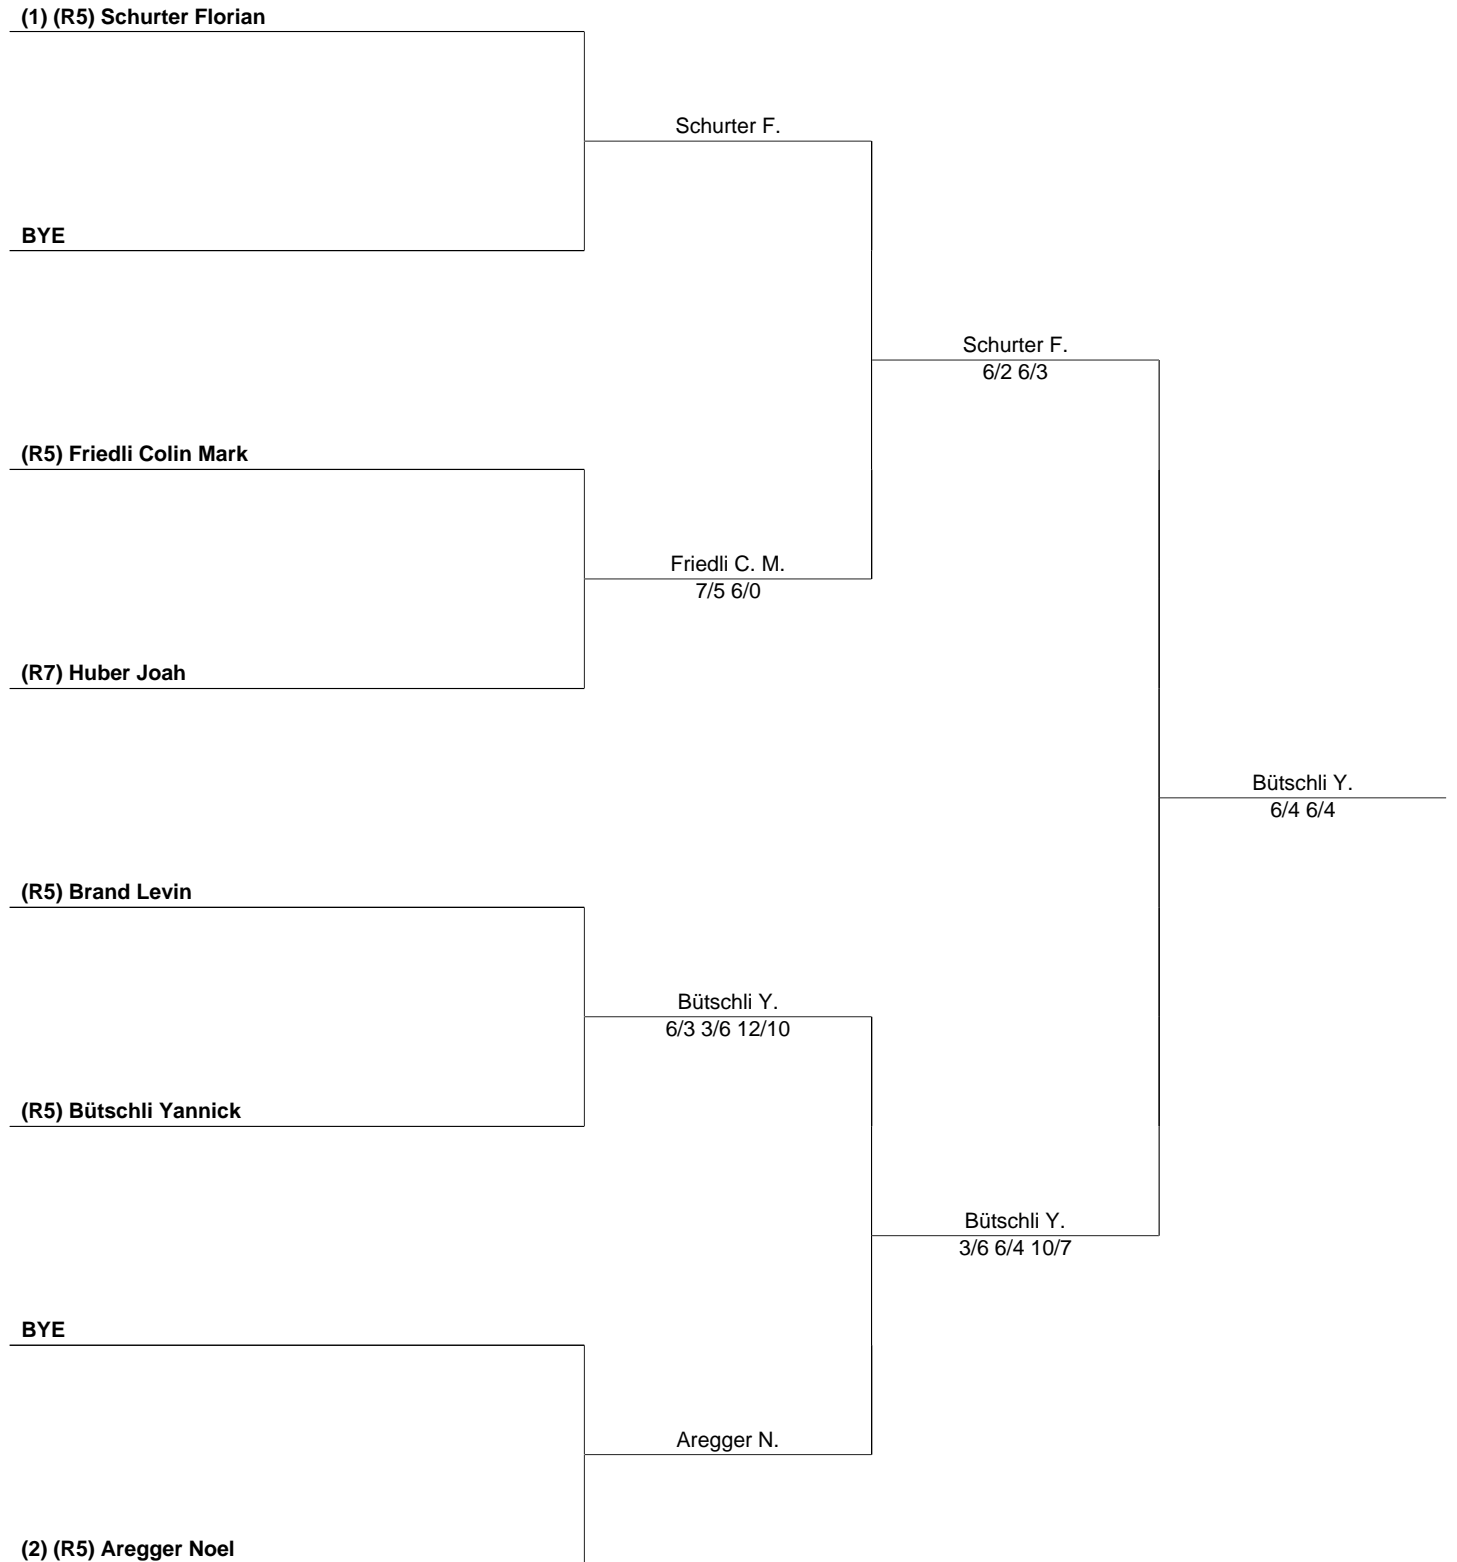 (1) (R5) Schurter Florian
Schurter F.
BYE
Schurter F.
6/2 6/3
(R5) Friedli Colin Mark
Friedli C. M.
7/5 6/0
(R7) Huber Joah
Bütschli Y.
6/4 6/4
(R5) Brand Levin
Bütschli Y.
6/3 3/6 12/10
(R5) Bütschli Yannick
Bütschli Y.
3/6 6/4 10/7
BYE
Aregger N.
(2) (R5) Aregger Noel